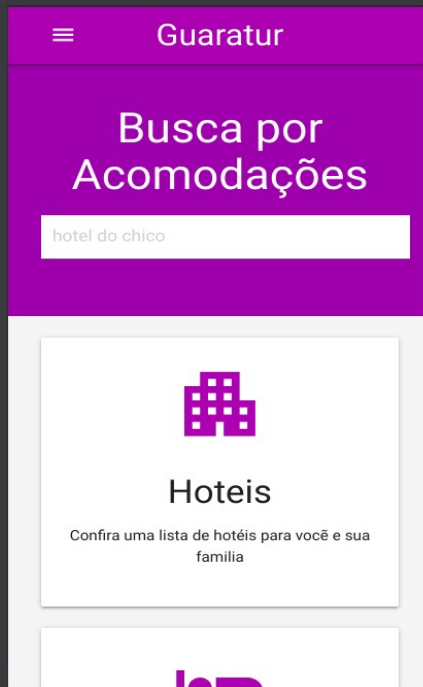 Guaratur
Busca por
Acomodações
hotel do chico
Hoteis
Confira uma lista de hotéis para você e sua
familia